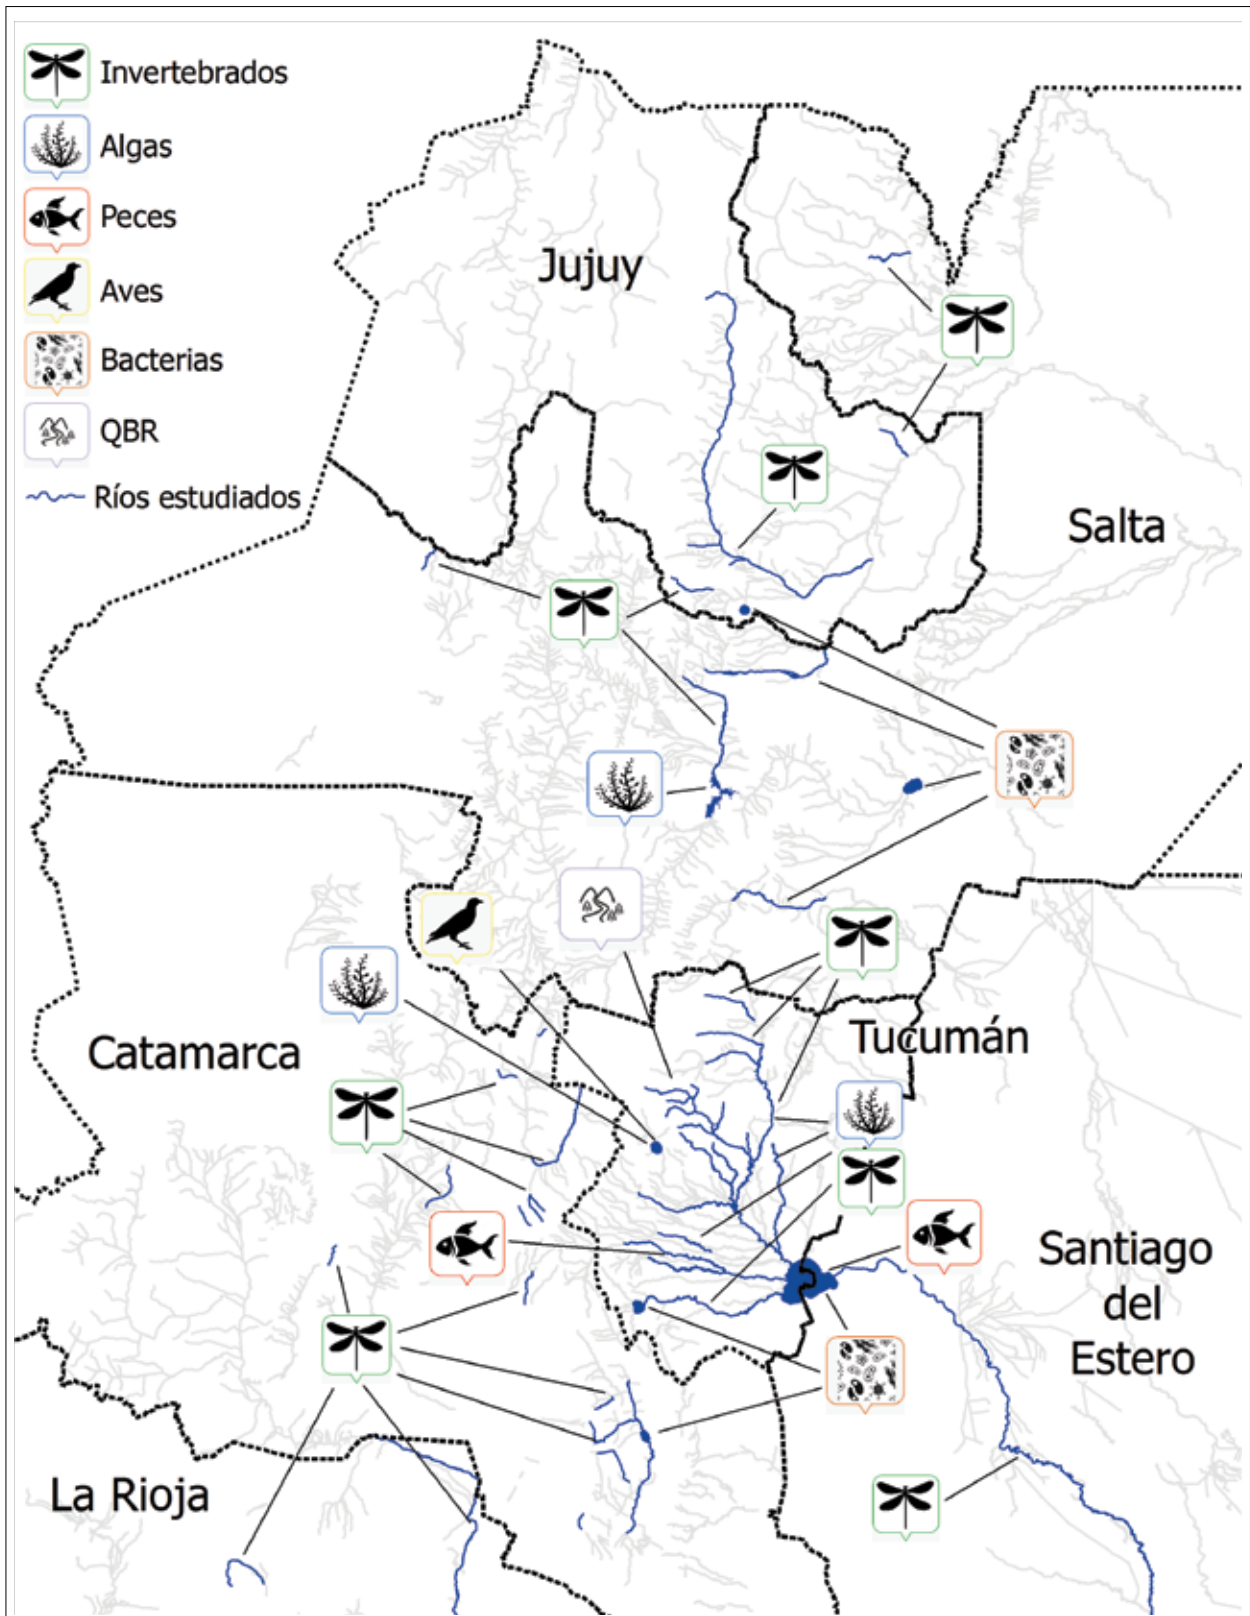 Invertebrados
Algas
Peces
Aves
Bacterias
QBR
Ríos estudiados
Jujuy
Salta
Catamarca
Tucumán
Santiago
del
Estero
La Rioja